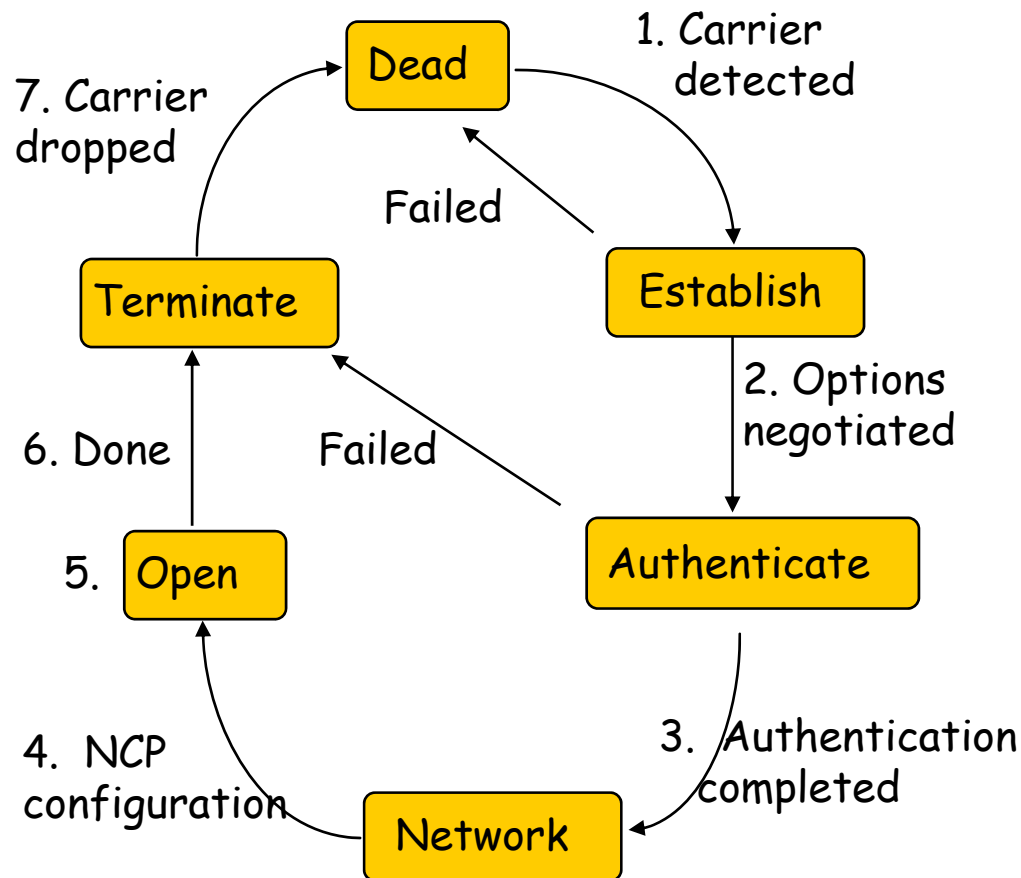 Dead
1. Carrier
detected
7. Carrier
dropped
Failed
Terminate
Establish
2. Options
negotiated
6. Done
Failed
5.
Open
Authenticate
3. Authentication
completed
4. NCP
configuration
Network